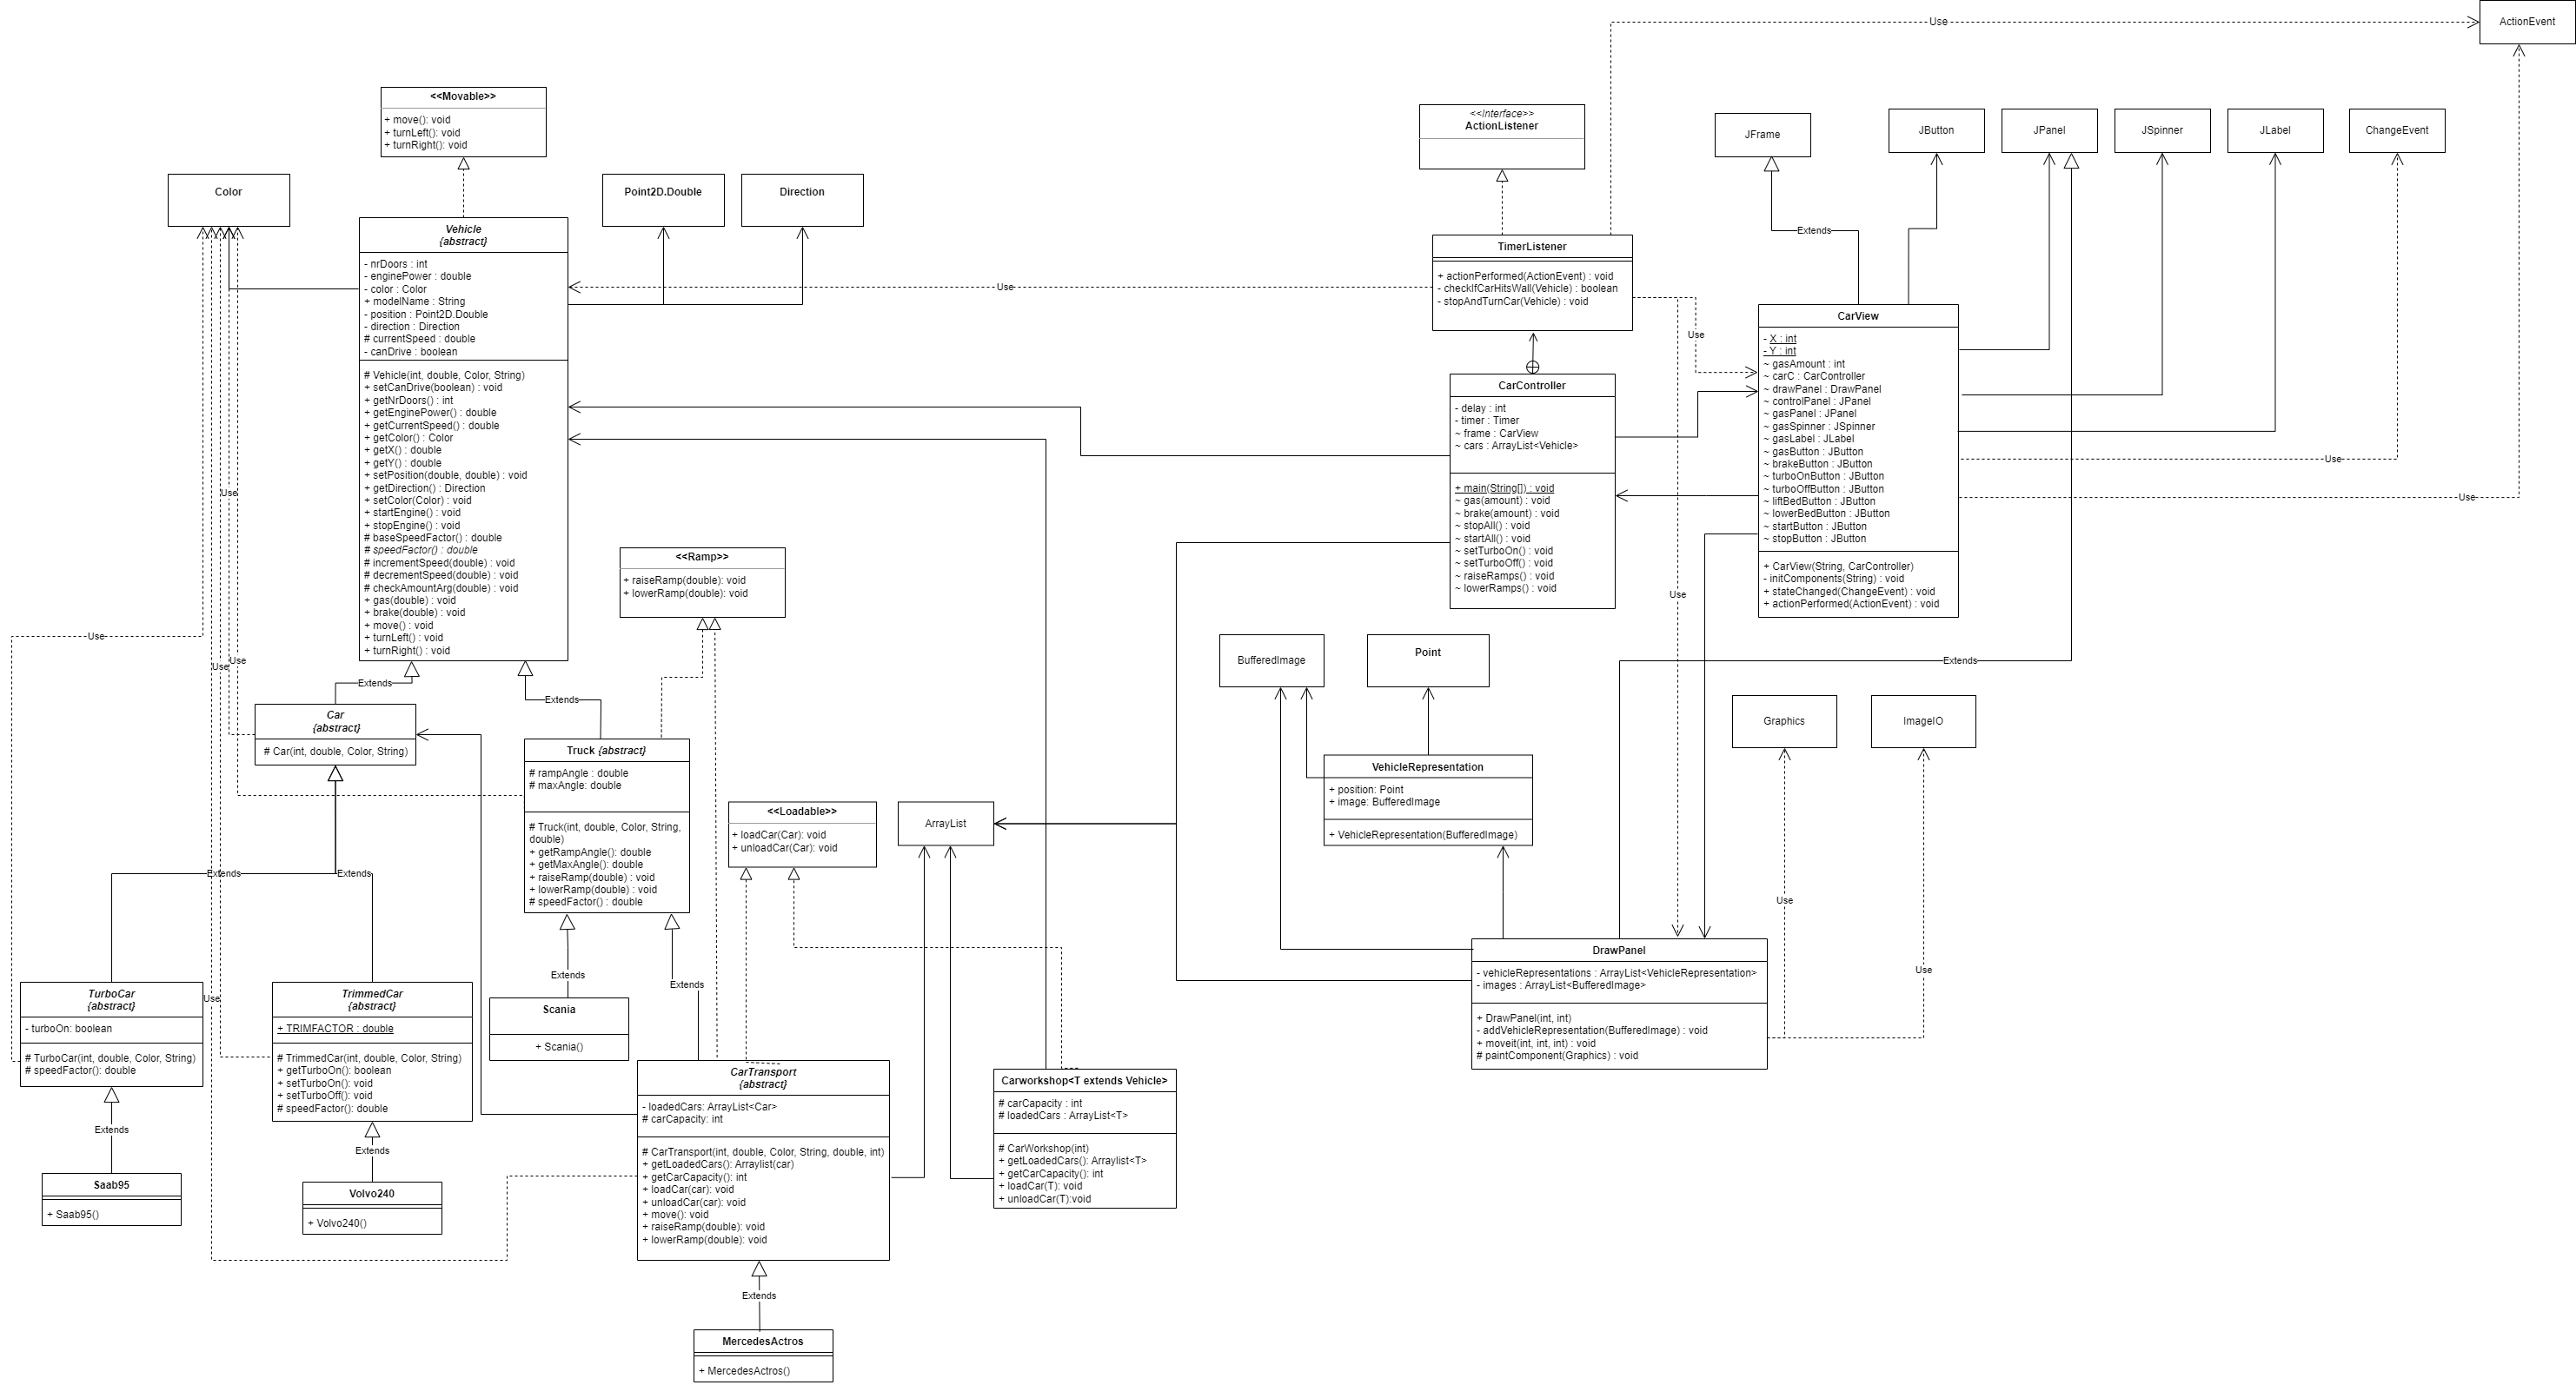 Use
ActionEvent
<<Movable>>
+ move(): void
+ turnLeft(): void
+ turnRight(): void
<<Interface>>
ActionListener
JFrame
JButton
JPanel
JSpinner
JLabel
ChangeEvent
Color
Point2D.Double
Direction
Vehicle
{abstract}
- nrDoors : int
- enginePower : double
- color : Color
+ modelName : String
- position : Point2D.Double
- direction : Direction
# currentSpeed : double
- canDrive : boolean
# Vehicle(int, double, Color, String)
+ setCanDrive(boolean) : void
+ getNrDoors() : int
+ getEnginePower() : double
+ getCurrentSpeed() : double
+ getColor() : Color
+ getX() : double
+ getY() : double
+ setPosition(double, double) : void
+ getDirection() : Direction
+ setColor(Color) : void
+ startEngine() : void
+ stopEngine() : void
# baseSpeedFactor() : double
# speedFactor() : double
# incrementSpeed(double) : void
# decrementSpeed(double) : void
# checkAmountArg(double) : void
+ gas(double) : void
+ brake(double) : void
+ move() : void
+ turnLeft() : void
+ turnRight() : void
Use
TimerListener
+ actionPerformed(ActionEvent) : void
- checkIfCarHitsWall(Vehicle) : boolean
- stopAndTurnCar(Vehicle) : void
Extends
Use
CarController
- delay : int
- timer : Timer
~ frame : CarView
~ cars : ArrayList<Vehicle>
+ main(String[]) : void
~ gas(amount) : void
~ brake(amount) : void
~ stopAll() : void
~ startAll() : void
~ setTurboOn() : void
~ setTurboOff() : void
~ raiseRamps() : void
~ lowerRamps() : void
CarView
- X : int
- Y : int
~ gasAmount : int
~ carC : CarController
~ drawPanel : DrawPanel
~ controlPanel : JPanel
~ gasPanel : JPanel
~ gasSpinner : JSpinner
~ gasLabel : JLabel
~ gasButton : JButton
~ brakeButton : JButton
~ turboOnButton : JButton
~ turboOffButton : JButton
~ liftBedButton : JButton
~ lowerBedButton : JButton
~ startButton : JButton
~ stopButton : JButton
+ CarView(String, CarController)
- initComponents(String) : void
+ stateChanged(ChangeEvent) : void
+ actionPerformed(ActionEvent) : void
Use
Use
Use
Use
<<Ramp>>
+ raiseRamp(double): void
+ lowerRamp(double): void
Use
Use
Use
Extends
Extends
BufferedImage
Point
Extends
Graphics
ImageIO
Car
{abstract}
# Car(int, double, Color, String)
Truck {abstract}
# rampAngle : double
# maxAngle: double
# Truck(int, double, Color, String,
double)
+ getRampAngle(): double
+ getMaxAngle(): double
+ raiseRamp(double) : void
+ lowerRamp(double) : void
# speedFactor() : double
<<Loadable>>
+ loadCar(Car): void
+ unloadCar(Car): void
ArrayList
VehicleRepresentation
+ position: Point
+ image: BufferedImage
+ VehicleRepresentation(BufferedImage)
Extends
Extends
Use
Use
Extends
Extends
Use
TurboCar
{abstract}
- turboOn: boolean
# TurboCar(int, double, Color, String)
# speedFactor(): double
TrimmedCar
{abstract}
+ TRIMFACTOR : double
# TrimmedCar(int, double, Color, String)
+ getTurboOn(): boolean
+ setTurboOn(): void
+ setTurboOff(): void
# speedFactor(): double
Scania
+ Scania()
DrawPanel
- vehicleRepresentations : ArrayList<VehicleRepresentation>
- images : ArrayList<BufferedImage>
+ DrawPanel(int, int)
- addVehicleRepresentation(BufferedImage) : void
+ moveit(int, int, int) : void
# paintComponent(Graphics) : void
CarTransport
{abstract}
- loadedCars: ArrayList<Car>
# carCapacity: int
# CarTransport(int, double, Color, String, double, int)
+ getLoadedCars(): Arraylist(car)
+ getCarCapacity(): int
+ loadCar(car): void
+ unloadCar(car): void
+ move(): void
+ raiseRamp(double): void
+ lowerRamp(double): void
Carworkshop<T extends Vehicle>
# carCapacity : int
# loadedCars : ArrayList<T>
# CarWorkshop(int)
+ getLoadedCars(): Arraylist<T>
+ getCarCapacity(): int
+ loadCar(T): void
+ unloadCar(T):void
Extends
Extends
Saab95
+ Saab95()
Volvo240
+ Volvo240()
Extends
MercedesActros
+ MercedesActros()